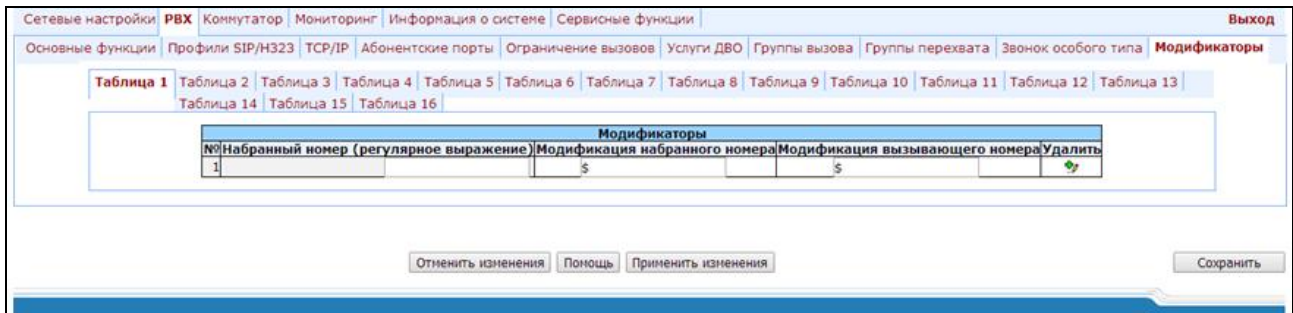 Сетевые настройки PBX Коммутатор Мониторинг Информация о системе Сервисные функции Выход
Основные функции Профили SIP/H323 TCP/IP Абонентские порты Ограничение вызовов Услуги ДВО Группы вызова Группы перехвата Звонок особого типа Модификаторы
Таблица 1 Таблица 2 Таблица 3 Таблица 4 Таблица 5 Таблица 6 Таблица 7 Таблица 8 Таблица 9 Таблица 10 Таблица 11 Таблица 12 Таблица 13
Таблица 14 Таблица 15 Таблица 16
Модификаторы
№ Набранный номер (регулярное выражение) Модификация набранного номера Модификация вызывающего номера Удалить
1 $ $
Отменить изменения Помощь Применить изменения Сохранить